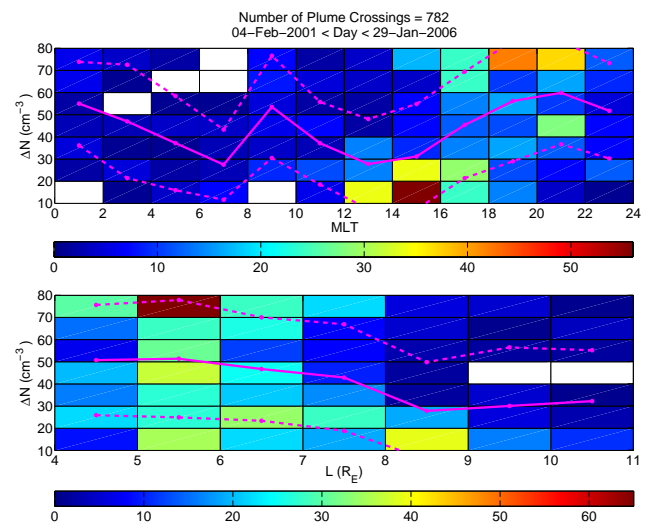 Number of Plume Crossings = 782
04−Feb−2001 < Day < 29−Jan−2006
80
70
60
50
40
30
20
10
ΔN (cm−3)
0 2 4 6 8 10 12 14 16 18 20 22 24
MLT
0 10 20 30 40 50
80
70
60
50
40
30
20
10
ΔN (cm−3)
4 5 6 7 8 9 10 11
L (RE)
0 10 20 30 40 50 60